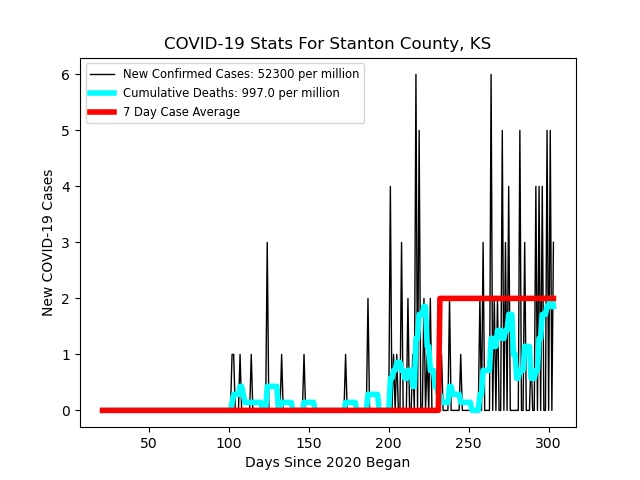 COVID-19 Stats For Stanton County, KS
New Confirmed Cases: 52300 per million
Cumulative Deaths: 997.0 per million
7 Day Case Average
New COVID-19 Cases
6
5
4
3
2
1
0
50 100 150 200 250 300
Days Since 2020 Began